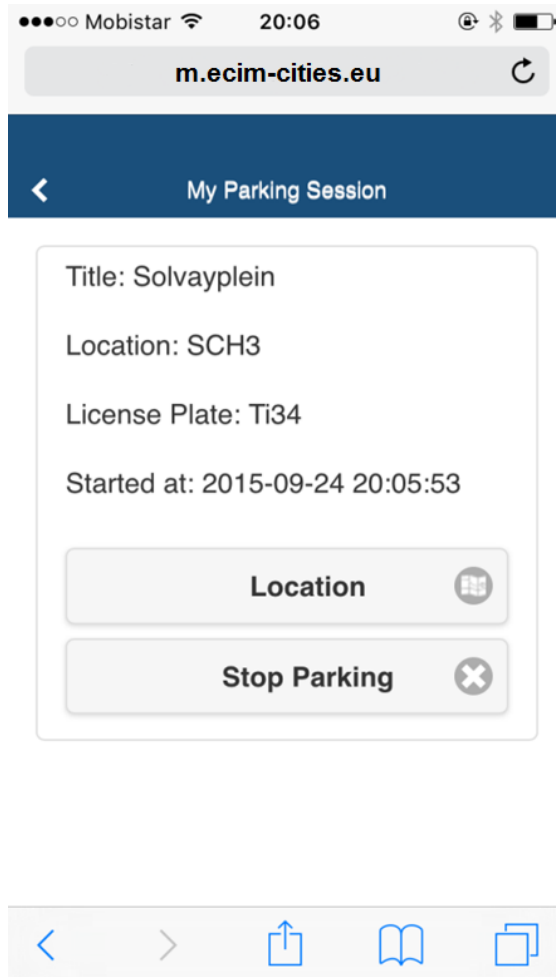 Mobistar 20:06
m.ecim-cities.eu
My Parking Session
Title: Solvayplein
Location: SCH3
License Plate: Ti34
Started at: 2015-09-24 20:05:53
Location
Stop Parking